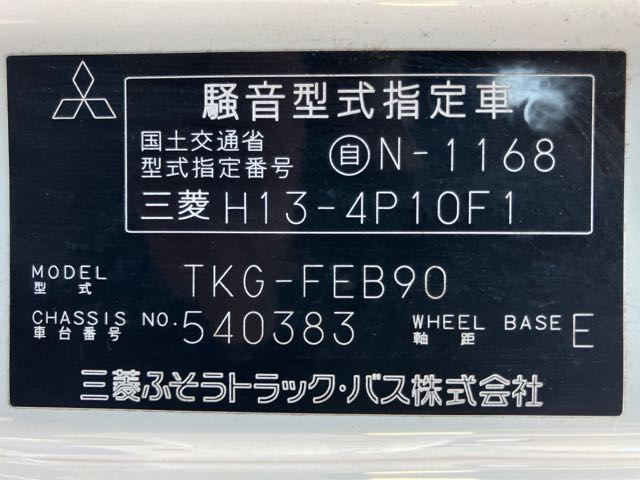 騒音型式指定車
国土交通省
型式指定番号 自N-1168
三菱 H13-4P10F1
MODEL
型式 TKG-FEB90
CHASSIS NO.
車台番号 540383
WHEEL BASE
軸距 E
三菱ふそうトラック・バス株式会社